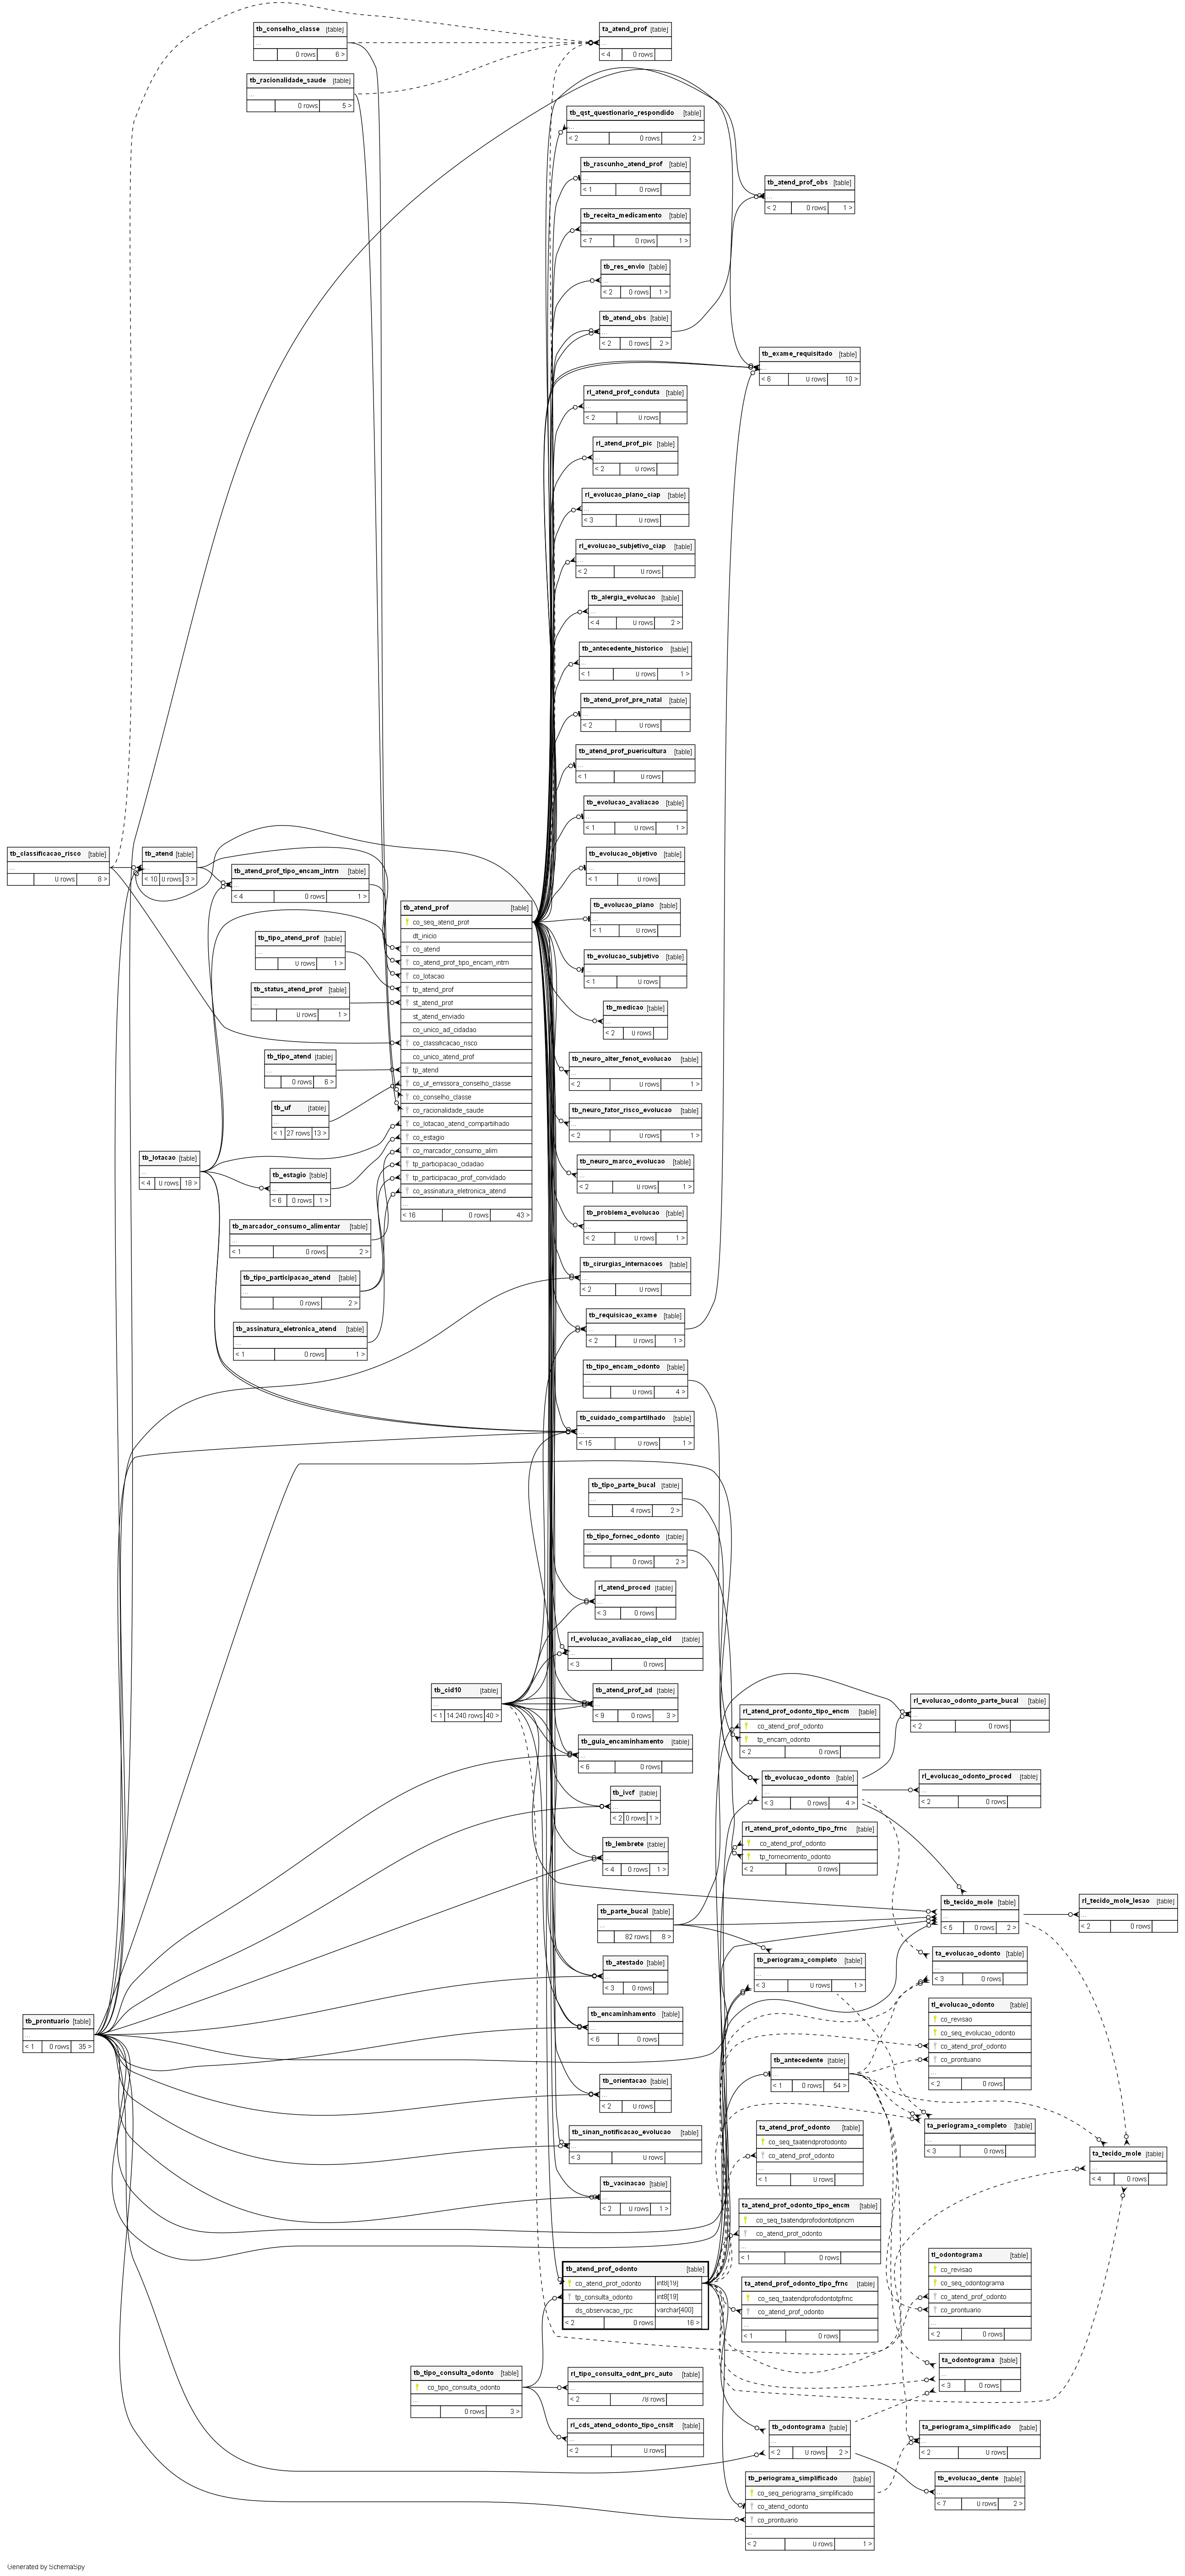 tb_conselho_classe [table]
...
0 rows 6 >
tb_racionalidade_saude [table]
...
0 rows 5 >
ta_atend_prof [table]
...
< 4 0 rows
tb_qst_questionario_respondido [table]
...
< 2 0 rows 2 >
tb_rascunho_atend_prof [table]
...
< 1 0 rows
tb_receita_medicamento [table]
...
< 7 0 rows 1 >
tb_res_envio [table]
...
< 2 0 rows 1 >
tb_atend_obs [table]
...
< 2 0 rows 2 >
tb_atend_prof_obs [table]
...
< 2 0 rows 1 >
tb_exame_requisitado [table]
...
< 6 0 rows 10 >
rl_atend_prof_conduta [table]
...
< 2 0 rows
rl_atend_prof_pic [table]
...
< 2 0 rows
rl_evolucao_plano_ciap [table]
...
< 3 0 rows
rl_evolucao_subjetivo_ciap [table]
...
< 2 0 rows
tb_alergia_evolucao [table]
...
< 4 0 rows 2 >
tb_antecedente_historico [table]
...
< 1 0 rows 1 >
tb_atend_prof_pre_natal [table]
...
< 2 0 rows
tb_atend_prof_puericultura [table]
...
< 1 0 rows
tb_evolucao_avaliacao [table]
...
< 1 0 rows 1 >
tb_evolucao_objetivo [table]
...
< 1 0 rows
tb_evolucao_plano [table]
...
< 1 0 rows
tb_evolucao_subjetivo [table]
...
< 1 0 rows
tb_medicao [table]
...
< 2 0 rows
tb_neuro_alter_fenot_evolucao [table]
...
< 2 0 rows 1 >
tb_neuro_fator_risco_evolucao [table]
...
< 2 0 rows 1 >
tb_neuro_marco_evolucao [table]
...
< 2 0 rows 1 >
tb_problema_evolucao [table]
...
< 2 0 rows 1 >
tb_cirurgias_internacoes [table]
...
< 2 0 rows
tb_requisicao_exame [table]
...
< 2 0 rows 1 >
tb_tipo_encam_odonto [table]
...
0 rows 4 >
tb_cuidado_compartilhado [table]
...
< 15 0 rows 1 >
tb_classificacao_risco [table]
...
0 rows 8 >
tb_atend [table]
...
< 10 0 rows 3 >
tb_atend_prof_tipo_encam_intrn [table]
...
< 4 0 rows 1 >
tb_tipo_atend_prof [table]
...
0 rows 1 >
tb_status_atend_prof [table]
...
0 rows 1 >
tb_tipo_atend [table]
...
0 rows 6 >
tb_uf [table]
...
< 1 27 rows 13 >
tb_lotacao [table]
...
< 4 0 rows 18 >
tb_estagio [table]
...
< 6 0 rows 1 >
tb_marcador_consumo_alimentar [table]
...
< 1 0 rows 2 >
tb_tipo_participacao_atend [table]
...
0 rows 2 >
tb_assinatura_eletronica_atend [table]
...
< 1 0 rows 1 >
tb_atend_prof [table]
co_seq_atend_prof
dt_inicio
co_atend
co_atend_prof_tipo_encam_intrn
co_lotacao
tp_atend_prof
st_atend_prof
st_atend_enviado
co_unico_ad_cidadao
co_classificacao_risco
co_unico_atend_prof
tp_atend
co_uf_emissora_conselho_classe
co_conselho_classe
co_racionalidade_saude
co_lotacao_atend_compartilhado
co_estagio
co_marcador_consumo_alim
tp_participacao_cidadao
tp_participacao_prof_convidado
co_assinatura_eletronica_atend
...
< 16 0 rows 43 >
tb_tipo_parte_bucal [table]
...
4 rows 2 >
tb_tipo_fornec_odonto [table]
...
0 rows 2 >
rl_atend_proced [table]
...
< 3 0 rows
rl_evolucao_avaliacao_ciap_cid [table]
...
< 3 0 rows
tb_cid10 [table]
...
< 1 14.240 rows 40 >
tb_atend_prof_ad [table]
...
< 9 0 rows 3 >
tb_guia_encaminhamento [table]
...
< 6 0 rows
tb_ivcf [table]
...
< 2 0 rows 1 >
tb_lembrete [table]
...
< 4 0 rows 1 >
tb_parte_bucal [table]
...
82 rows 8 >
tb_atestado [table]
...
< 3 0 rows
tb_encaminhamento [table]
...
< 6 0 rows
tb_prontuario [table]
...
< 1 0 rows 35 >
tb_orientacao [table]
...
< 2 0 rows
tb_sinan_notificacao_evolucao [table]
...
< 3 0 rows
tb_vacinacao [table]
...
< 2 0 rows 1 >
rl_atend_prof_odonto_tipo_encm [table]
co_atend_prof_odonto
tp_encam_odonto
< 2 0 rows
rl_evolucao_odonto_parte_bucal [table]
...
< 2 0 rows
tb_evolucao_odonto [table]
...
< 3 0 rows 4 >
rl_evolucao_odonto_proced [table]
...
< 2 0 rows
rl_atend_prof_odonto_tipo_frnc [table]
co_atend_prof_odonto
tp_fornecimento_odonto
< 2 0 rows
tb_tecido_mole [table]
...
< 5 0 rows 2 >
rl_tecido_mole_lesao [table]
...
< 2 0 rows
tb_periograma_completo [table]
...
< 3 0 rows 1 >
ta_evolucao_odonto [table]
...
< 3 0 rows
tl_evolucao_odonto [table]
co_revisao
co_seq_evolucao_odonto
co_atend_prof_odonto
co_prontuario
...
< 2 0 rows
tb_antecedente [table]
...
< 1 0 rows 54 >
ta_periograma_completo [table]
...
< 3 0 rows
ta_tecido_mole [table]
...
< 4 0 rows
ta_atend_prof_odonto [table]
co_seq_taatendprofodonto
co_atend_prof_odonto
...
< 1 0 rows
ta_atend_prof_odonto_tipo_encm [table]
co_seq_taatendprofodontotipncm
co_atend_prof_odonto
...
< 1 0 rows
tb_atend_prof_odonto [table]
co_atend_prof_odonto int8[19]
tp_consulta_odonto int8[19]
ds_observacao_rpc varchar[400]
< 2 0 rows 16 >
ta_atend_prof_odonto_tipo_frnc [table]
co_seq_taatendprofodontotpfrnc
co_atend_prof_odonto
...
< 1 0 rows
tl_odontograma [table]
co_revisao
co_seq_odontograma
co_atend_prof_odonto
co_prontuario
...
< 2 0 rows
ta_odontograma [table]
...
< 3 0 rows
tb_tipo_consulta_odonto [table]
co_tipo_consulta_odonto
...
0 rows 3 >
rl_tipo_consulta_odnt_prc_auto [table]
...
< 2 78 rows
rl_cds_atend_odonto_tipo_cnslt [table]
...
< 2 0 rows
tb_odontograma [table]
...
< 2 0 rows 2 >
ta_periograma_simplificado [table]
...
< 2 0 rows
tb_periograma_simplificado [table]
co_seq_periograma_simplificado
co_atend_odonto
co_prontuario
...
< 2 0 rows 1 >
tb_evolucao_dente [table]
...
< 7 0 rows 2 >
Generated by SchemaSpy